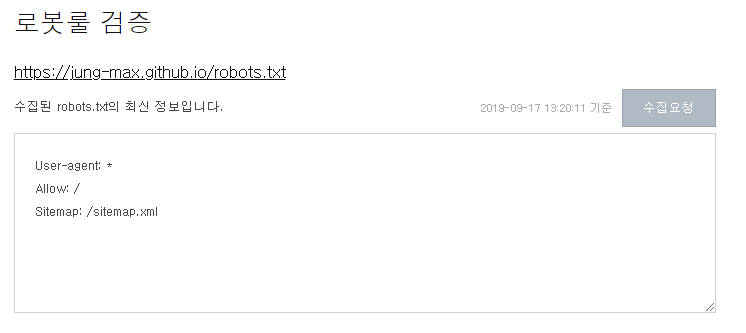 로봇룰 검증
https://jung-max.github.io/robots.txt
수집된 robots.txt의 최신 정보입니다.
2019-09-17 13:20:11 기준
수집요청
User-agent: *
Allow: /
Sitemap: /sitemap.xml